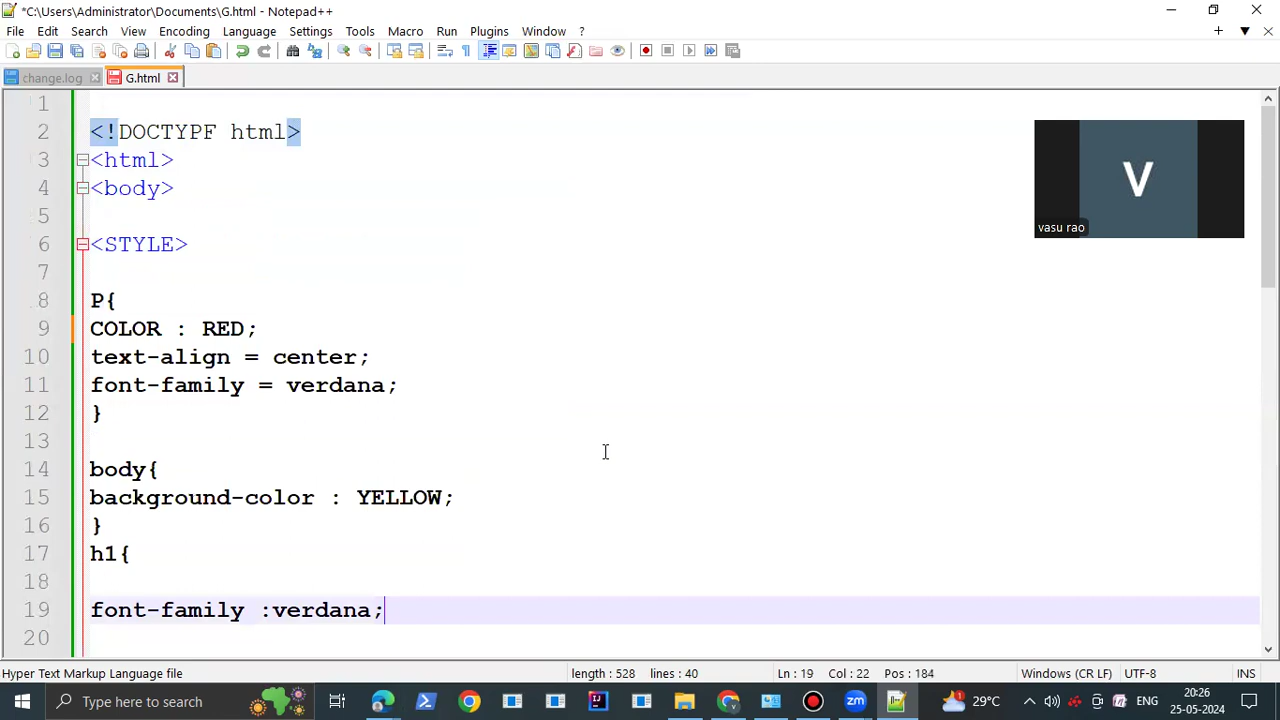 *C:\Users\Administrator\Documents\G.html - Notepad++
File Edit Search View Encoding Language Settings Tools Macro Run Plugins Window ?
change.log G.html
1
2 <!DOCTYPF html>
3 <html>
4 <body>
5
6 <STYLE>
7
8 P{
9 COLOR : RED;
10 text-align = center;
11 font-family = verdana;
12 }
13
14 body{
15 background-color : YELLOW;
16 }
17 h1{
18
19 font-family :verdana;
20
V
vasu rao
Hyper Text Markup Language file length : 528 lines : 40 Ln : 19 Col : 22 Pos : 184 Windows (CR LF) UTF-8 INS
Type here to search 29°C ENG 20:26
25-05-2024